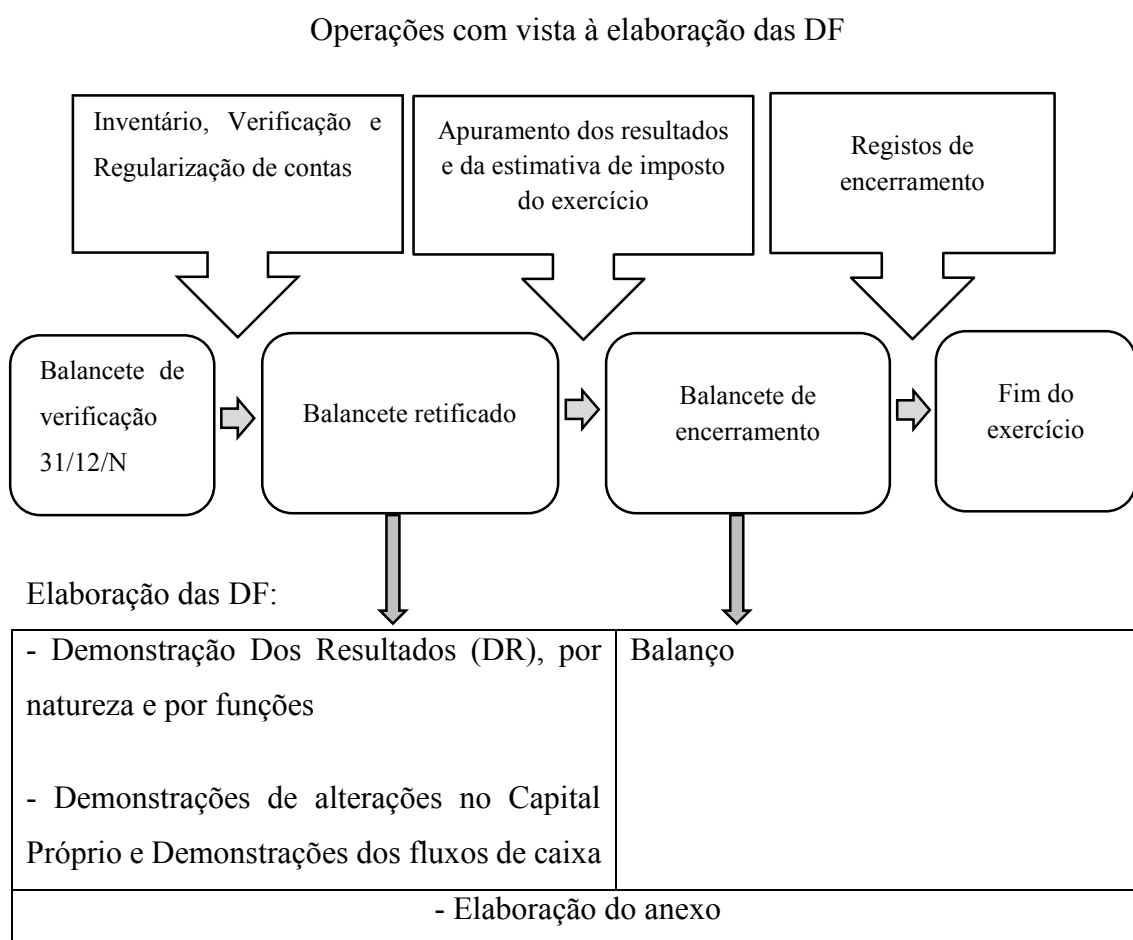 Operações com vista à elaboração das DF
Inventário, Verificação e
Regularização de contas
Apuramento dos resultados
e da estimativa de imposto
do exercício
Registos de
encerramento
Balancete de
verificação
31/12/N
Balancete retificado
Balancete de
encerramento
Fim do
exercício
Elaboração das DF:
- Demonstração Dos Resultados (DR), por
natureza e por funções
- Demonstrações de alterações no Capital
Próprio e Demonstrações dos fluxos de caixa
Balanço
- Elaboração do anexo